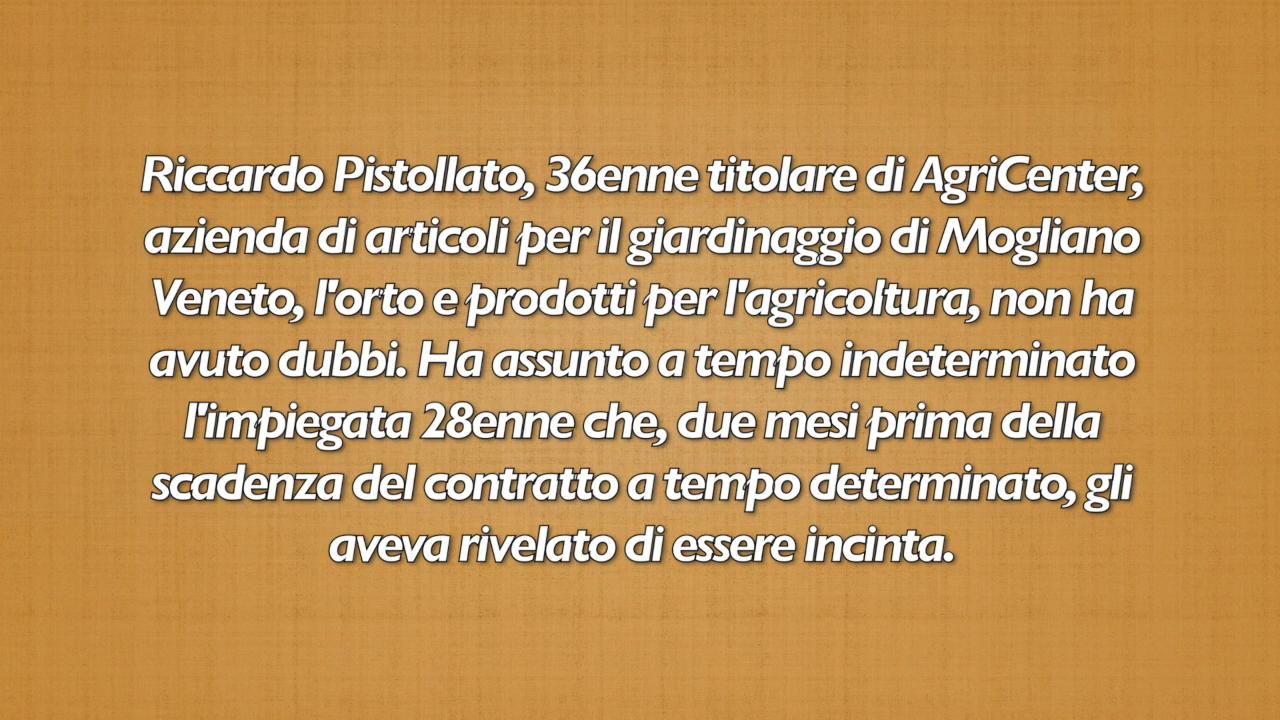 Riccardo Pistollato, 36enne titolare di AgriCenter,
azienda di articoli per il giardinaggio di Mogliano
Veneto, l'orto e prodotti per l'agricoltura, non ha
avuto dubbi. Ha assunto a tempo indeterminato
l'impiegata 28enne che, due mesi prima della
scadenza del contratto a tempo determinato, gli
aveva rivelato di essere incinta.